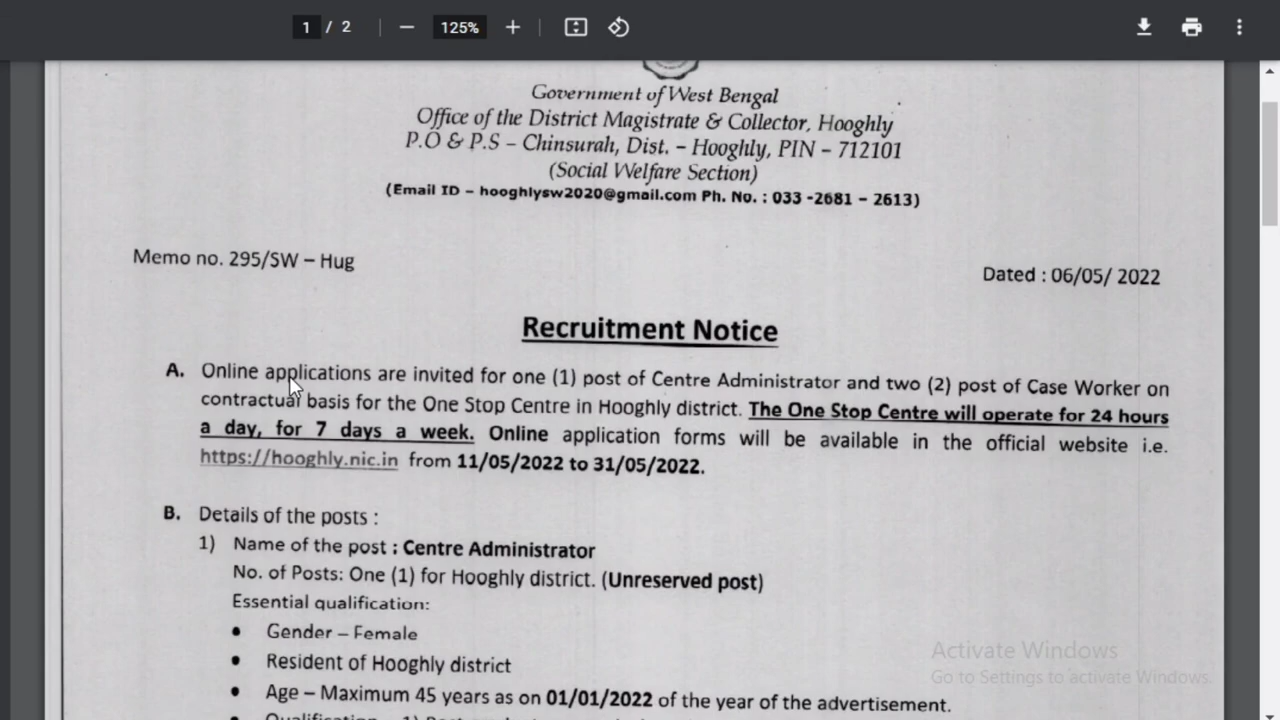 1 / 2 125%
Government of West Bengal
Office of the District Magistrate & Collector, Hooghly
P.O & P.S – Chinsurah, Dist. – Hooghly, PIN – 712101
(Social Welfare Section)
(Email ID – hooghlysw2020@gmail.com Ph. No. : 033 -2681 – 2613)
Memo no. 295/SW – Hug
Dated : 06/05/ 2022
Recruitment Notice
A. Online applications are invited for one (1) post of Centre Administrator and two (2) post of Case Worker on
contractual basis for the One Stop Centre in Hooghly district. The One Stop Centre will operate for 24 hours
a day, for 7 days a week. Online application forms will be available in the official website i.e.
https://hooghly.nic.in from 11/05/2022 to 31/05/2022.
B. Details of the posts :
1) Name of the post : Centre Administrator
No. of Posts: One (1) for Hooghly district. (Unreserved post)
Essential qualification:
• Gender – Female
• Resident of Hooghly district
• Age – Maximum 45 years as on 01/01/2022 of the year of the advertisement.
Activate Windows
Go to Settings to activate Windows.